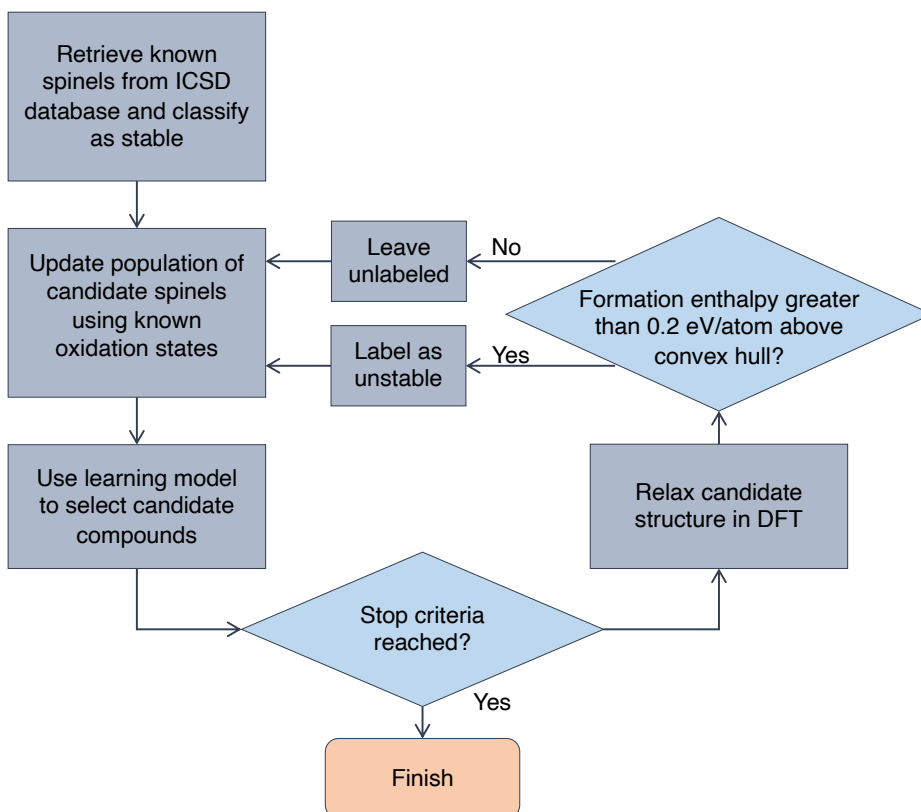 Retrieve known
spinels from ICSD
database and classify
as stable
Update population of
candidate spinels
using known
oxidation states
Leave
unlabeled
No
Label as
unstable
Yes
Formation enthalpy greater
than 0.2 eV/atom above
convex hull?
Use learning model
to select candidate
compounds
Relax candidate
structure in DFT
Stop criteria
reached?
Yes
Finish